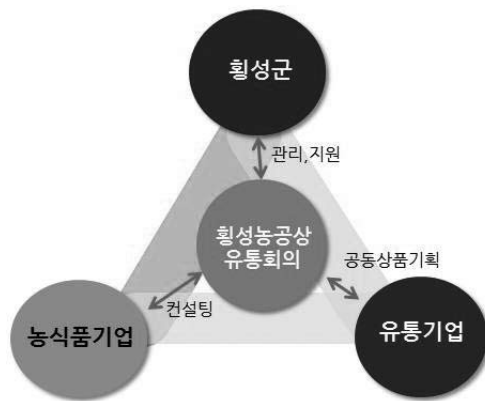 횡성군
관리,지원
횡성농공상
유통회의
공동상품기획
컨설팅
농식품기업
유통기업